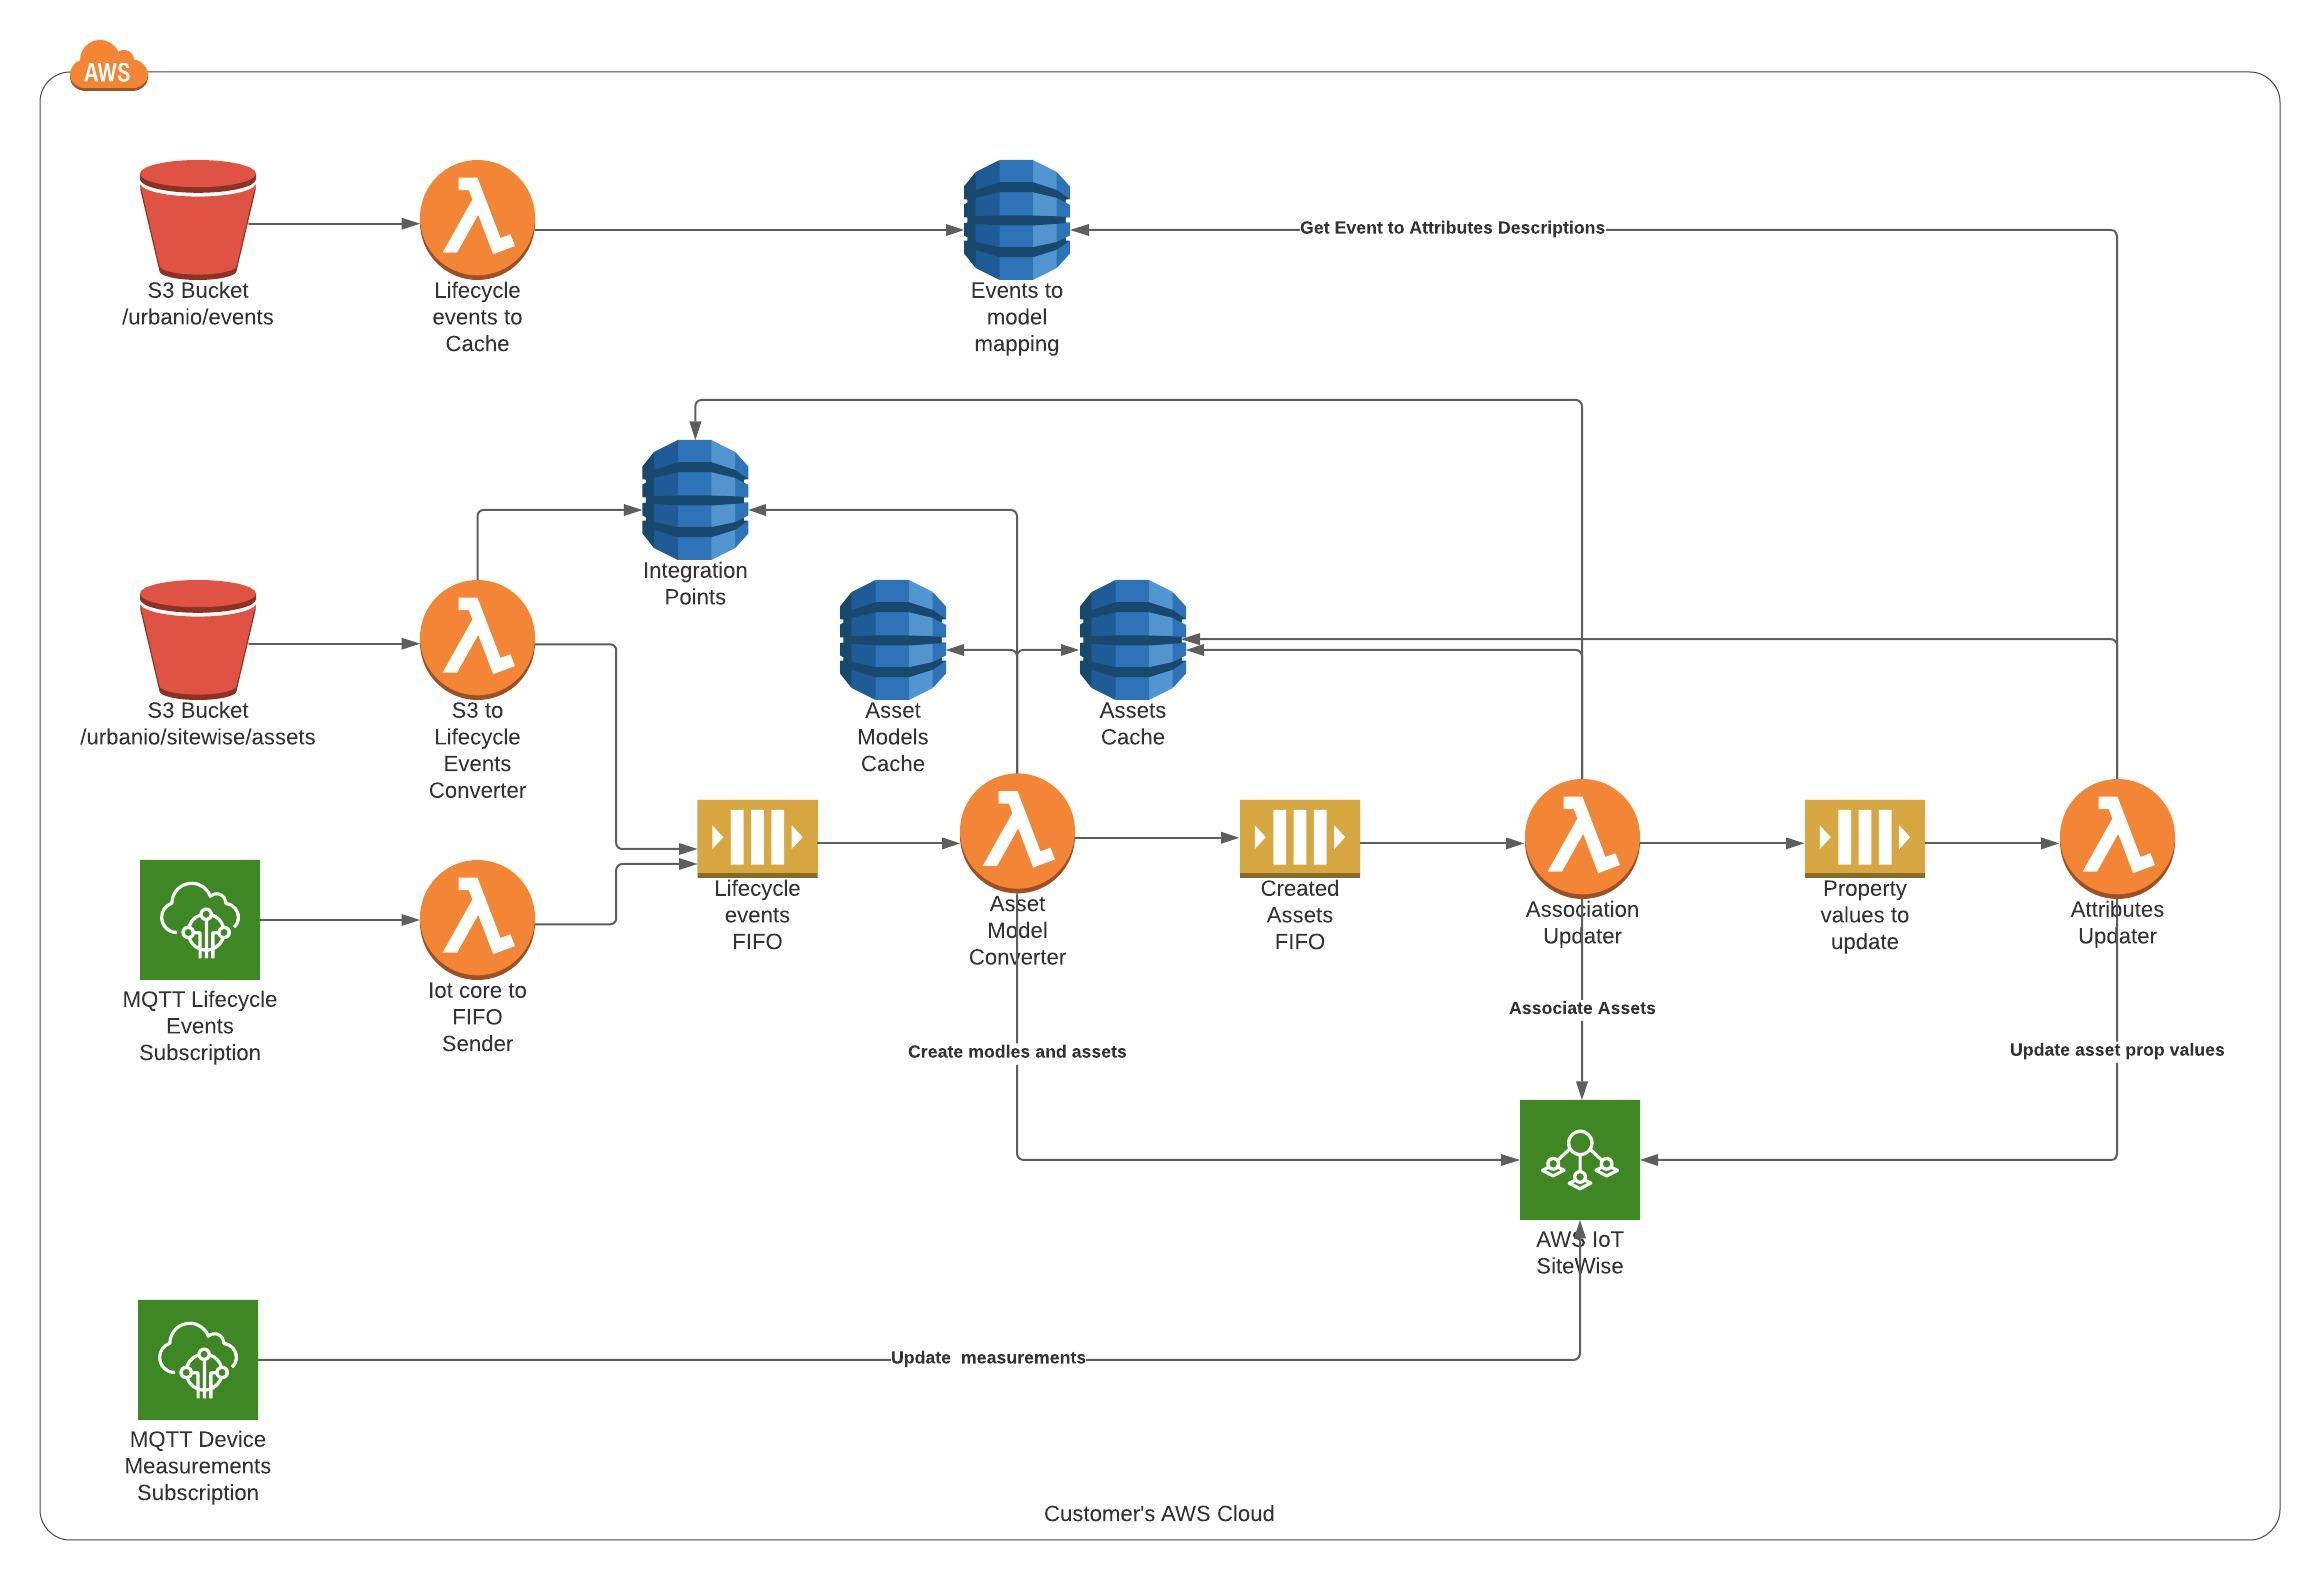 AWS
S3 Bucket
/urbanio/events
Lifecycle
events to
Cache
Events to
model
mapping
Get Event to Attributes Descriptions
Integration
Points
S3 Bucket
/urbanio/sitewise/assets
S3 to
Lifecycle
Events
Converter
Asset
Models
Cache
Assets
Cache
MQTT Lifecycle
Events
Subscription
Iot core to
FIFO
Sender
Lifecycle
events
FIFO
Asset
Model
Converter
Created
Assets
FIFO
Association
Updater
Property
values to
update
Attributes
Updater
Associate Assets
Create modles and assets
Update asset prop values
AWS IoT
SiteWise
Update  measurements
MQTT Device
Measurements
Subscription
Customer's AWS Cloud